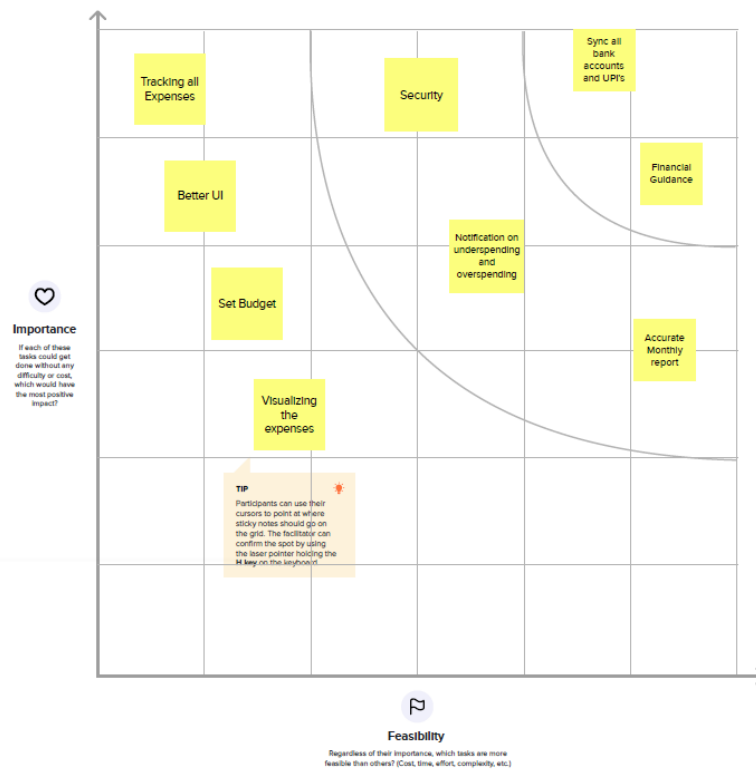 Tracking all
Expenses
Security
Sync all
bank
accounts
and UPI's
Better UI
Financial
Guidance
Notification on
underspending
and
overspending
Set Budget
Accurate
Monthly
report
Visualizing
the
expenses
Importance
If each of these
tasks could get
done without any
difficulty or cost,
which would have
the most positive
impact?
TIP
Participants can use their
cursors to point at where
sticky notes should go on
the grid. The facilitator can
confirm the spot by using
the laser pointer holding the
H key on the keyboard.
Feasibility
Regardless of their importance, which tasks are more
feasible than others? (Cost, time, effort, complexity, etc.)